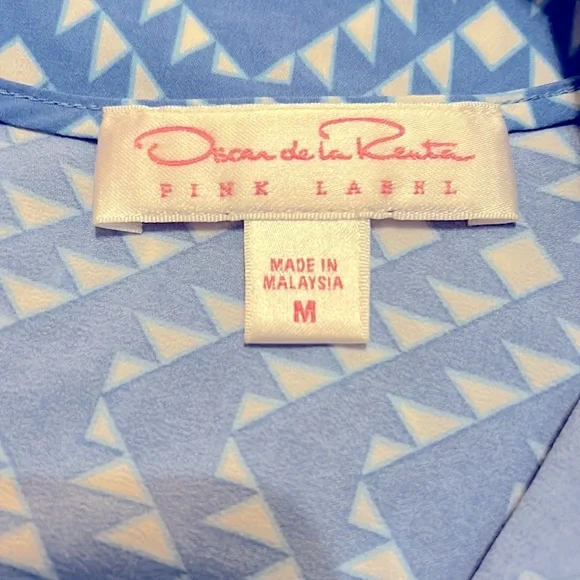 Oscar de la Renta
PINK LABEL
MADE IN
MALAYSIA
M